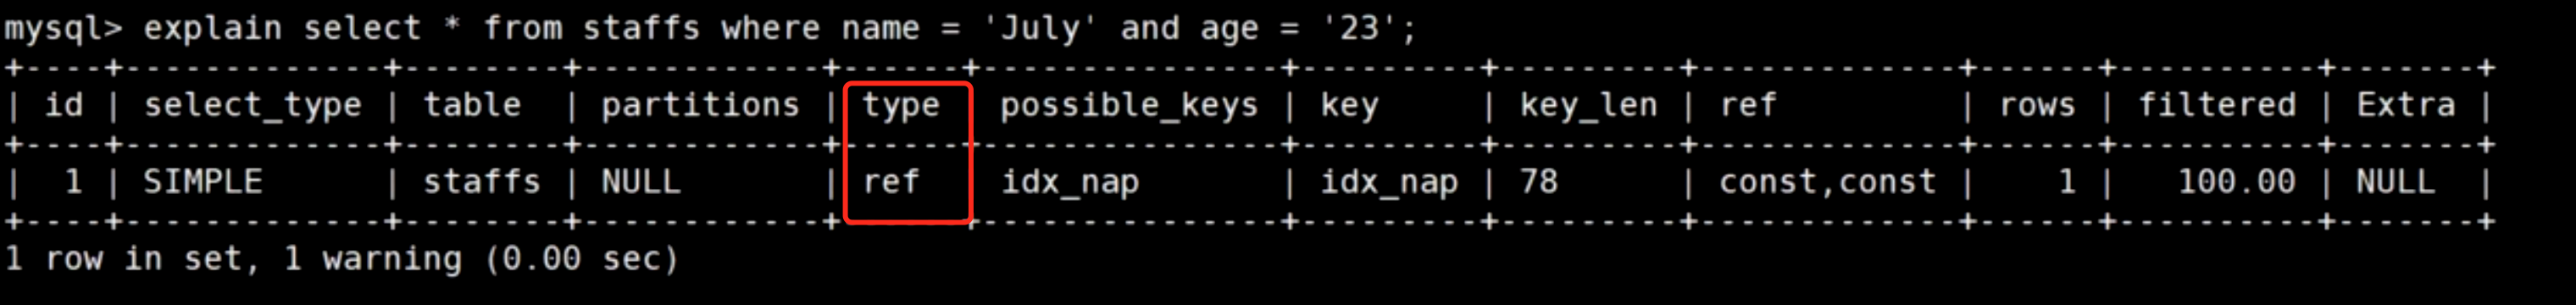 mysql> explain select * from staffs where name = 'July' and age = '23';
+----+-------------+--------+------------+------+---------------+---------+---------+-------------+------+----------+-------+
| id | select_type | table  | partitions | type | possible_keys | key     | key_len | ref         | rows | filtered | Extra |
+----+-------------+--------+------------+------+---------------+---------+---------+-------------+------+----------+-------+
|  1 | SIMPLE      | staffs | NULL       | ref  | idx_nap       | idx_nap | 78      | const,const |    1 |   100.00 | NULL  |
+----+-------------+--------+------------+------+---------------+---------+---------+-------------+------+----------+-------+
1 row in set, 1 warning (0.00 sec)